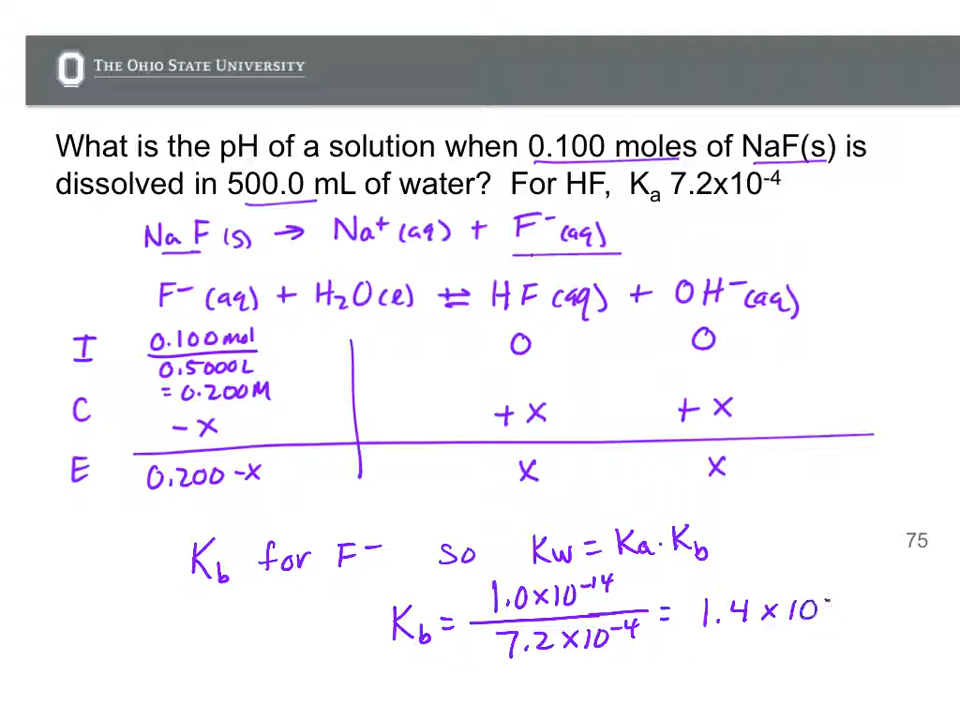 THE OHIO STATE UNIVERSITY
What is the pH of a solution when 0.100 moles of NaF(s) is
dissolved in 500.0 mL of water? For HF, Kₐ 7.2x10⁻⁴
NaF(s) → Na⁺(aq) + F⁻(aq)
F⁻(aq) + H₂O(l) ⇌ HF(aq) + OH⁻(aq)
I 0.100mol/0.5000L 0 0
= 0.200M
C -x +x +x
E 0.200-x x x
75
K_b for F⁻ so Kw = Ka·K_b
K_b = 1.0x10⁻¹⁴/7.2x10⁻⁴ = 1.4x10⁻